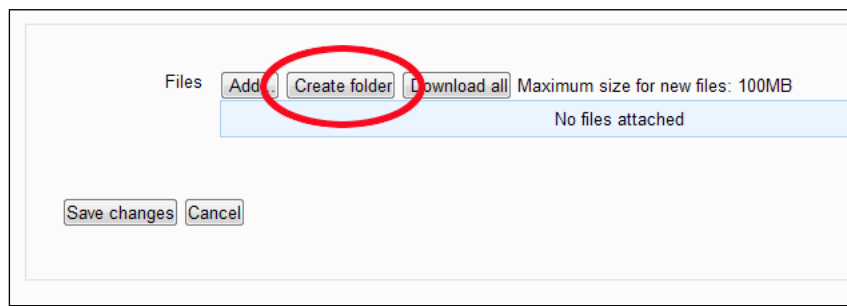 Files Add... Create folder Download all Maximum size for new files: 100MB
No files attached
Save changes Cancel